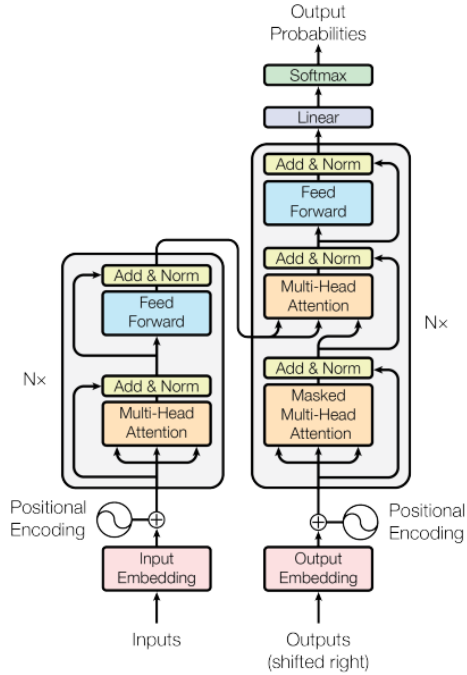 Output
Probabilities
Softmax
Linear
Add & Norm
Feed
Forward
Add & Norm
Multi-Head
Attention
Add & Norm
Masked
Multi-Head
Attention
Nx
Add & Norm
Feed
Forward
Add & Norm
Multi-Head
Attention
N×
Positional
Encoding
Positional
Encoding
Input
Embedding
Output
Embedding
Inputs
Outputs
(shifted right)